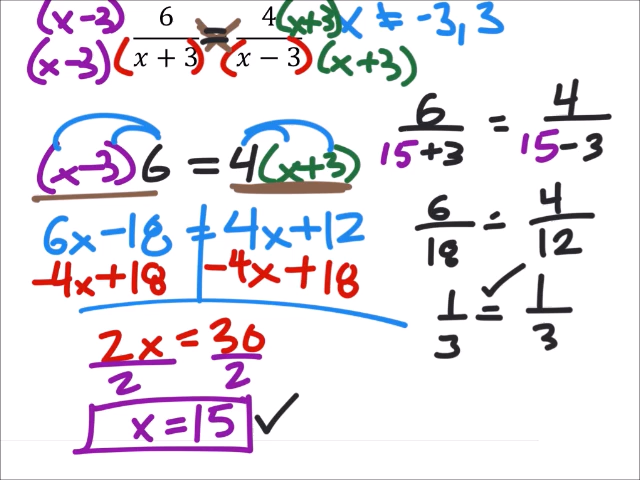 (x-3) 6 = 4 (x+3) x ≠ -3, 3
(x-3) (x + 3) (x − 3) (x+3)
(x-3)6 = 4(x+3)
6x-18 = 4x+12
-4x+18 -4x+18
2x = 30
2 2
x=15 ✓
6 = 4
15+3 15-3
6 = 4
18 12
1 = 1 ✓
3 3